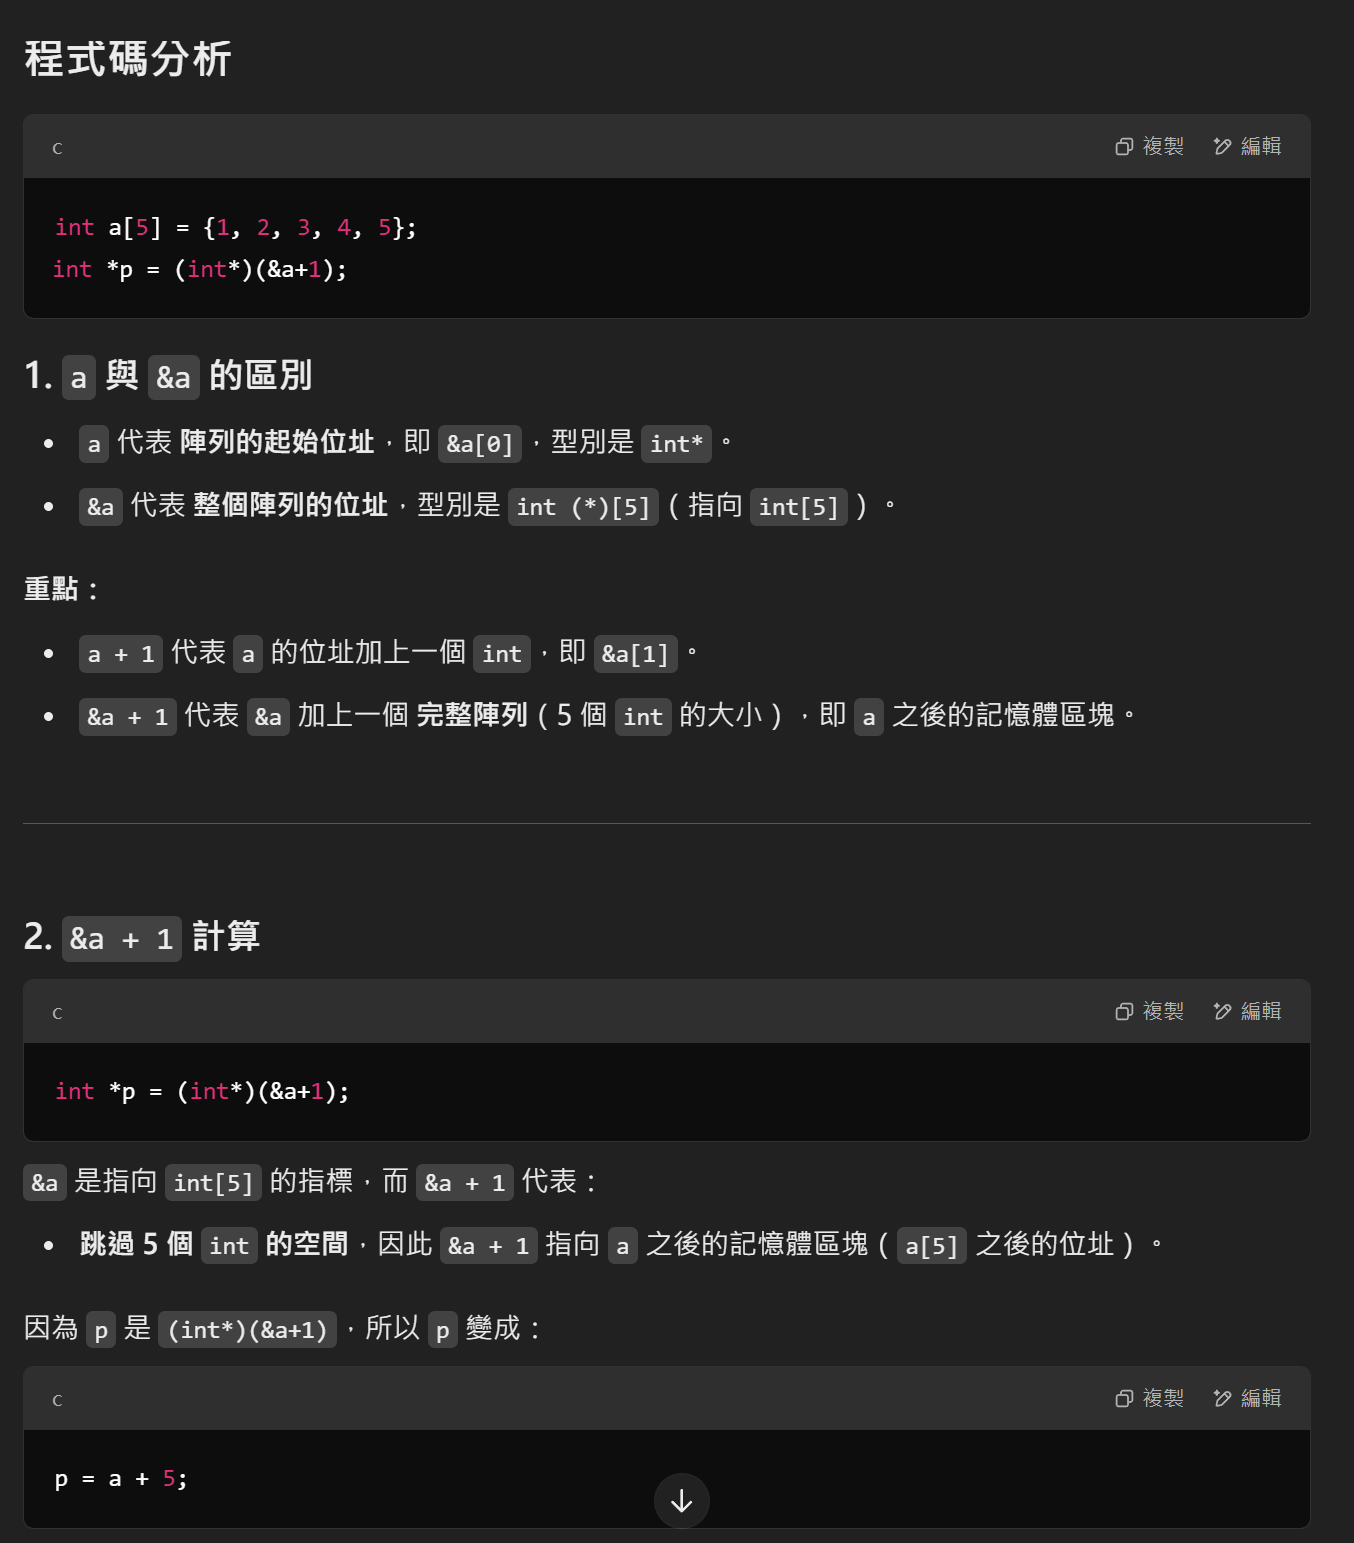 程式碼分析
c 複製 編輯
int a[5] = {1, 2, 3, 4, 5};
int *p = (int*)(&a+1);
1. a 與 &a 的區別
• a 代表 陣列的起始位址，即 &a[0]，型別是 int*。
• &a 代表 整個陣列的位址，型別是 int (*)[5]（指向 int[5]）。
重點：
• a + 1 代表 a 的位址加上一個 int，即 &a[1]。
• &a + 1 代表 &a 加上一個 完整陣列（5 個 int 的大小），即 a 之後的記憶體區塊。
2. &a + 1 計算
c 複製 編輯
int *p = (int*)(&a+1);
&a 是指向 int[5] 的指標，而 &a + 1 代表：
• 跳過 5 個 int 的空間，因此 &a + 1 指向 a 之後的記憶體區塊（a[5] 之後的位址）。
因為 p 是 (int*)(&a+1)，所以 p 變成：
c 複製 編輯
p = a + 5;